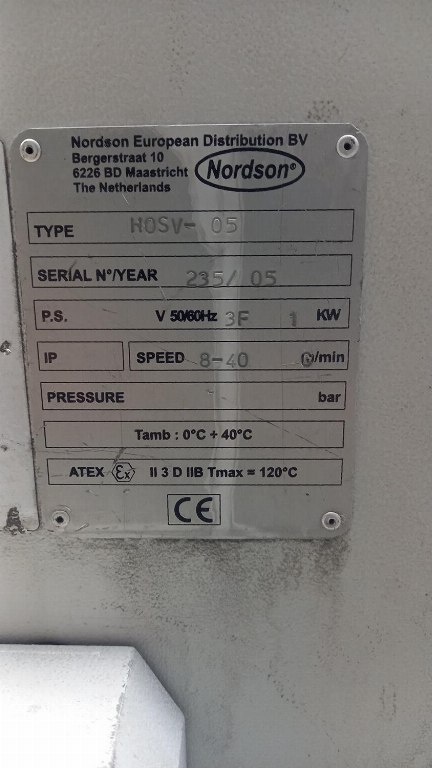 Nordson European Distribution BV
Bergerstraat 10
6226 BD Maastricht
The Netherlands
Nordson®
TYPE HOSV- 05
SERIAL N°/YEAR 235/ 05
P.S. V 50/60Hz 3F 1 KW
IP SPEED 8-40 /min
PRESSURE bar
Tamb : 0°C + 40°C
ATEX Ex II 3 D IIB Tmax = 120°C
CE